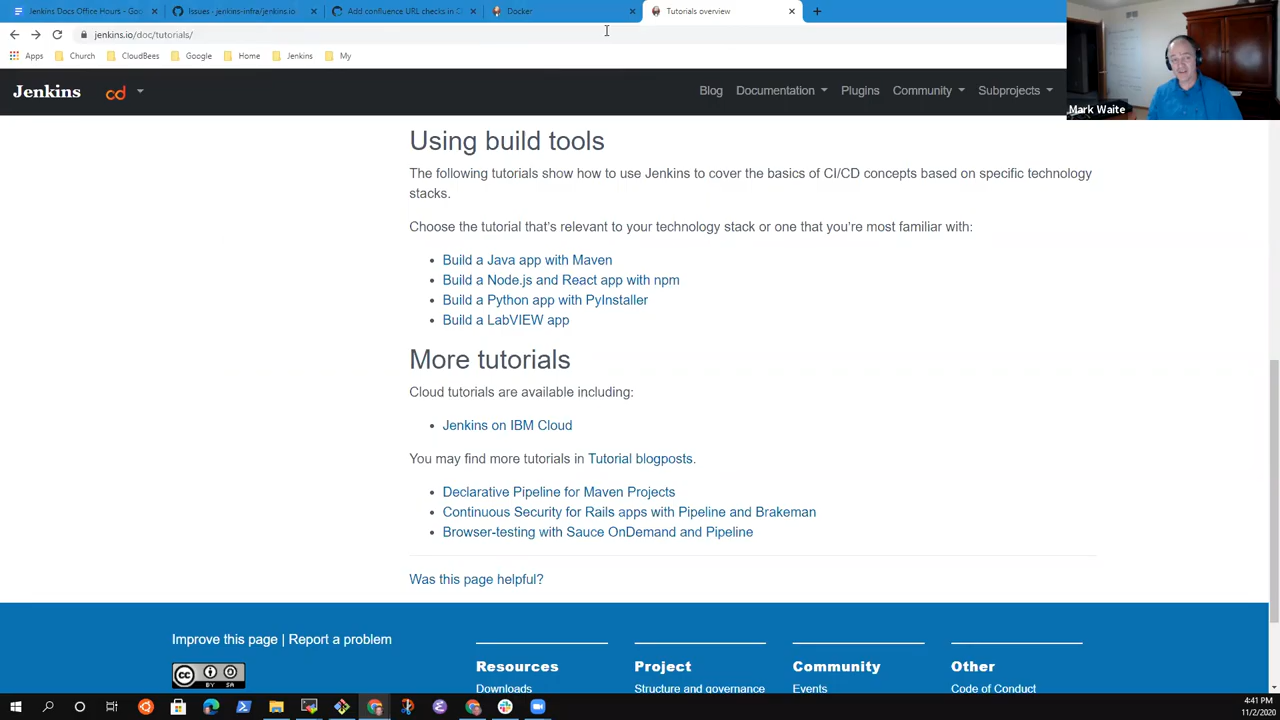 Jenkins Docs Office Hours - Goo
Issues · jenkins-infra/jenkins.io
Add confluence URL checks in C
Docker
Tutorials overview
jenkins.io/doc/tutorials/
Apps
Church
CloudBees
Google
Home
Jenkins
My
Mark Waite
Jenkins
cd
Blog
Documentation
Plugins
Community
Subprojects
Using build tools
The following tutorials show how to use Jenkins to cover the basics of CI/CD concepts based on specific technology
stacks.
Choose the tutorial that's relevant to your technology stack or one that you're most familiar with:
Build a Java app with Maven
Build a Node.js and React app with npm
Build a Python app with PyInstaller
Build a LabVIEW app
More tutorials
Cloud tutorials are available including:
Jenkins on IBM Cloud
You may find more tutorials in Tutorial blogposts.
Declarative Pipeline for Maven Projects
Continuous Security for Rails apps with Pipeline and Brakeman
Browser-testing with Sauce OnDemand and Pipeline
Was this page helpful?
Improve this page | Report a problem
CC BY SA
Resources
Downloads
Project
Structure and governance
Community
Events
Other
Code of Conduct
4:41 PM
11/2/2020